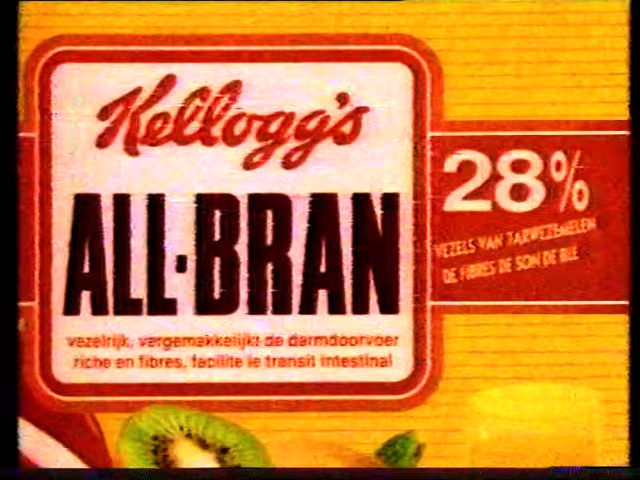 Kellogg's
ALL-BRAN
vezelrijk, vergemakkelijkt de darmdoorvoer
riche en fibres, facilite le transit intestinal
28%
VEZELS VAN TARWEZEMELEN
DE FIBRES DE SON DE BLÉ